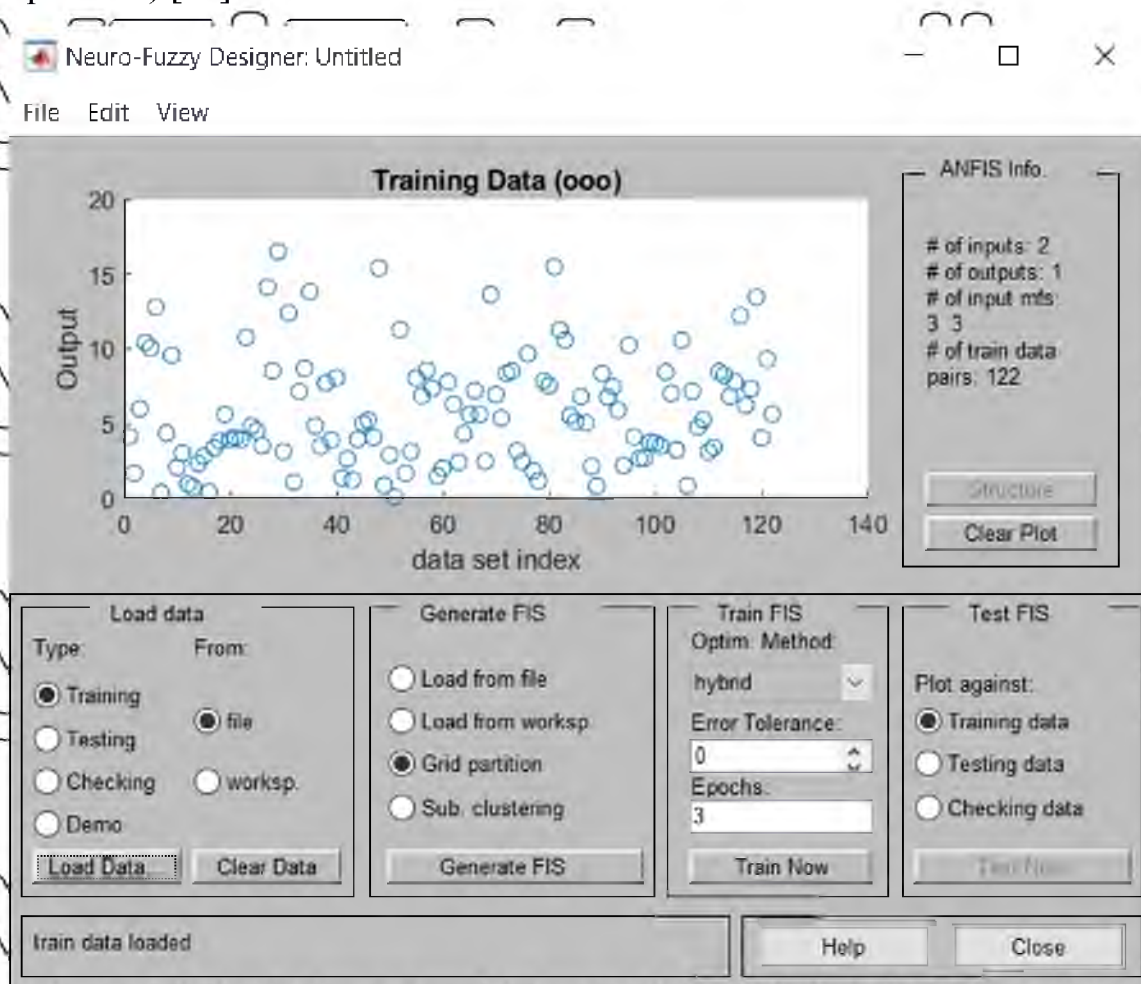 Neuro-Fuzzy Designer: Untitled
File Edit View
Training Data (ooo)
20
15
10
5
0
Output
0 20 40 60 80 100 120 140
data set index
ANFIS Info.
# of inputs: 2
# of outputs: 1
# of input mfs:
3 3
# of train data
pairs: 122
Structure
Clear Plot
Load data
Type: From:
Training
file
Testing
Checking
worksp.
Demo
Load Data...
Clear Data
Generate FIS
Load from file
Load from worksp.
Grid partition
Sub. clustering
Generate FIS
Train FIS
Optim. Method:
hybrid
Error Tolerance:
0
Epochs:
3
Train Now
Test FIS
Plot against:
Training data
Testing data
Checking data
Test Now
train data loaded
Help
Close